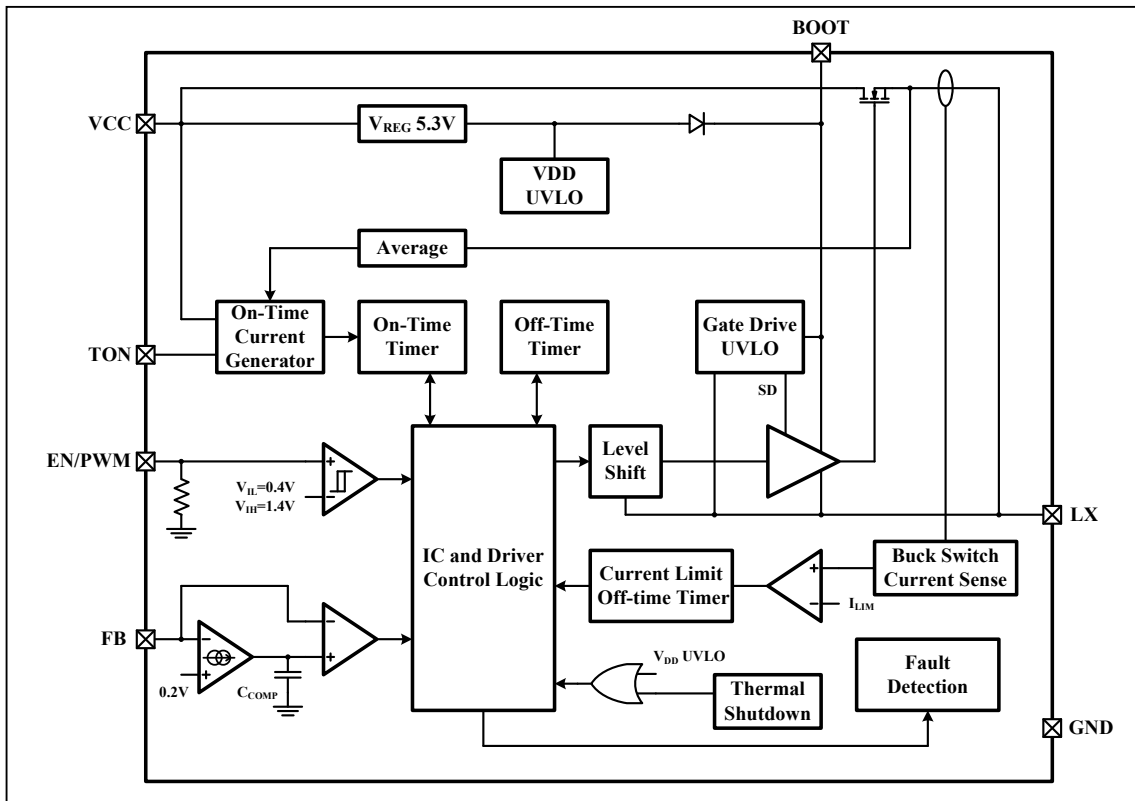 BOOT
VCC
VREG 5.3V
VDD
UVLO
Average
On-Time
Current
Generator
On-Time
Timer
Off-Time
Timer
Gate Drive
UVLO
TON
SD
EN/PWM
VIL=0.4V
VIH=1.4V
Level
Shift
LX
IC and Driver
Control Logic
Current Limit
Off-time Timer
Buck Switch
Current Sense
ILIM
FB
0.2V
CCOMP
VDD UVLO
Thermal
Shutdown
Fault
Detection
GND
+
−
−
+
−
+
+
−